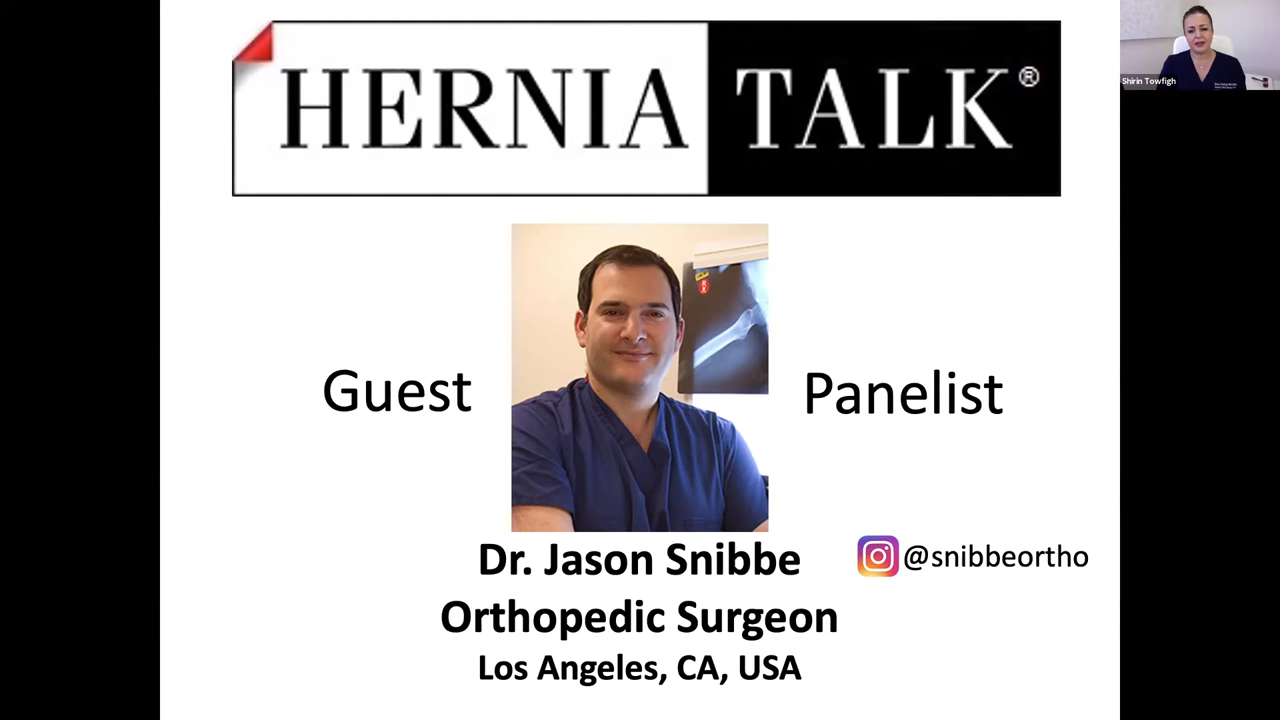 HERNIA TALK®
Shirin Towfigh
Guest
Panelist
Dr. Jason Snibbe
@snibbeortho
Orthopedic Surgeon
Los Angeles, CA, USA